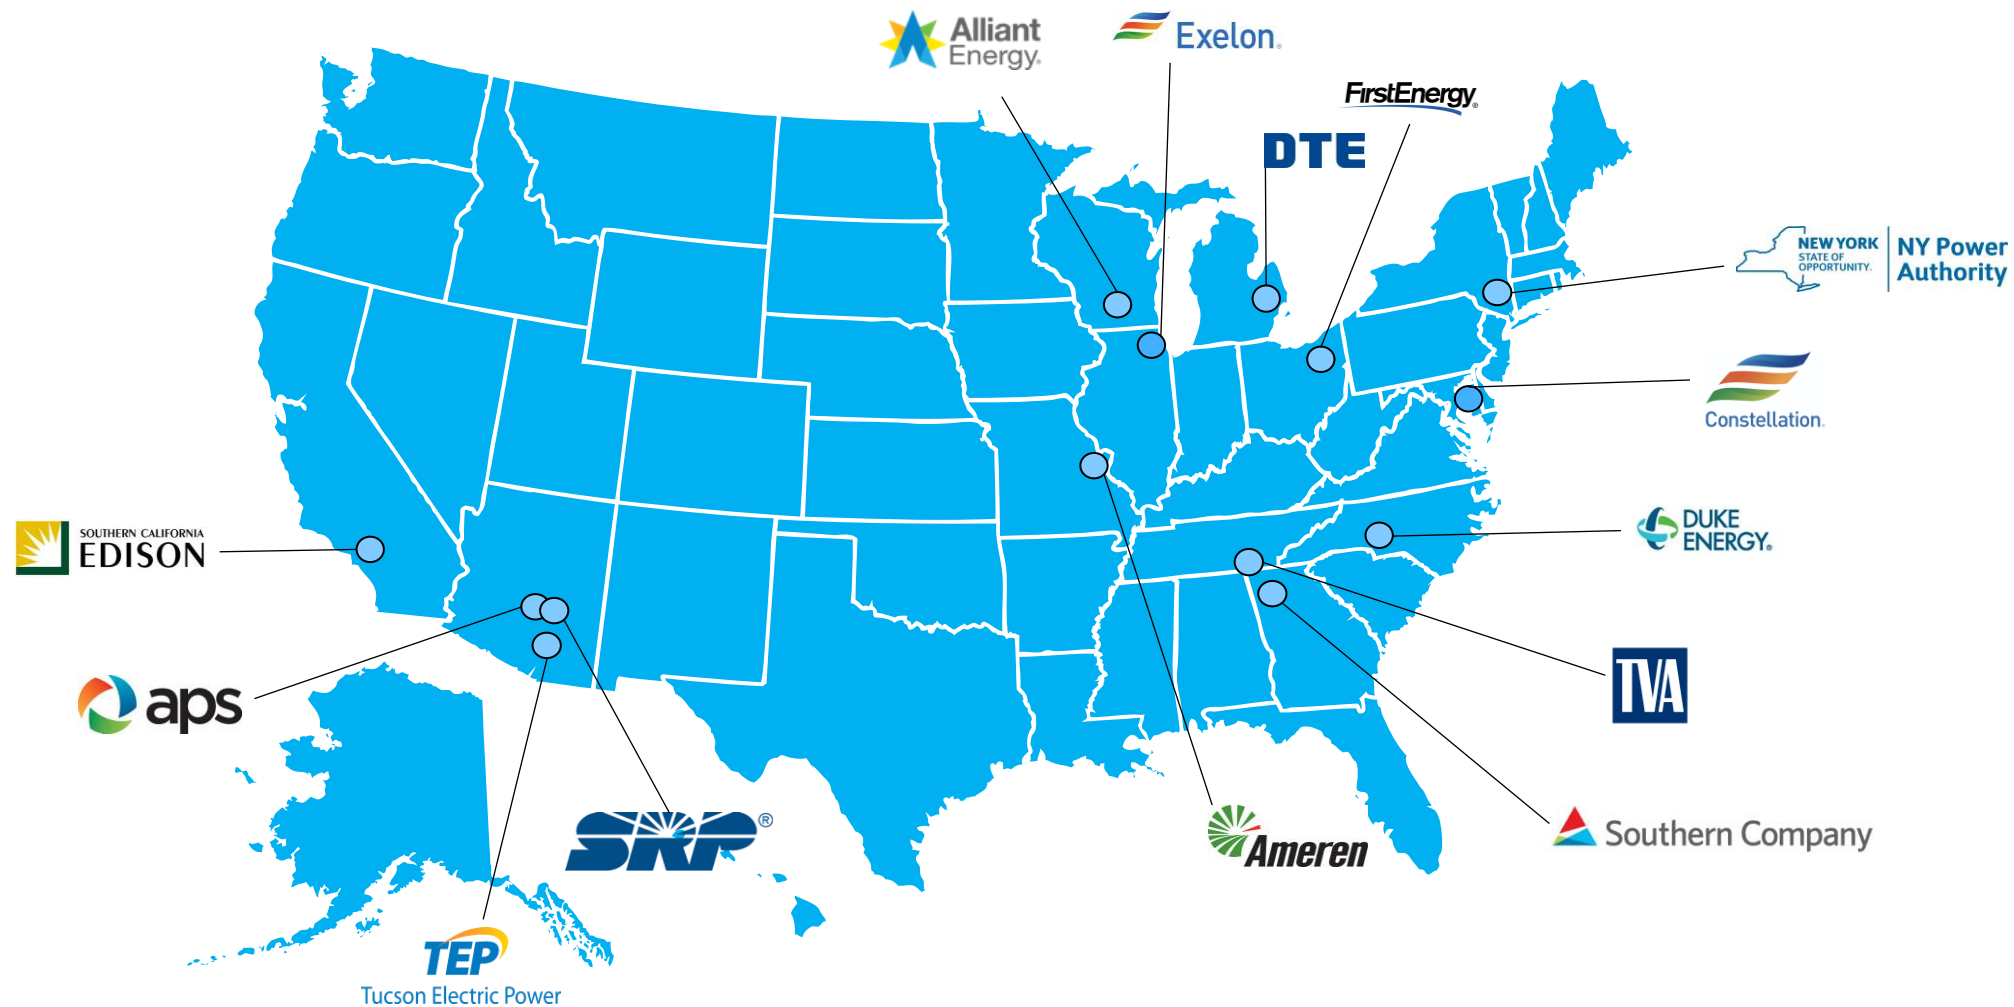 Alliant
Energy®
Exelon®
FirstEnergy®
DTE
NEW YORK
STATE OF
OPPORTUNITY.
NY Power
Authority
Constellation.
SOUTHERN CALIFORNIA
EDISON
DUKE
ENERGY®
aps
TVA
SRP®
Ameren
Southern Company
TEP
Tucson Electric Power